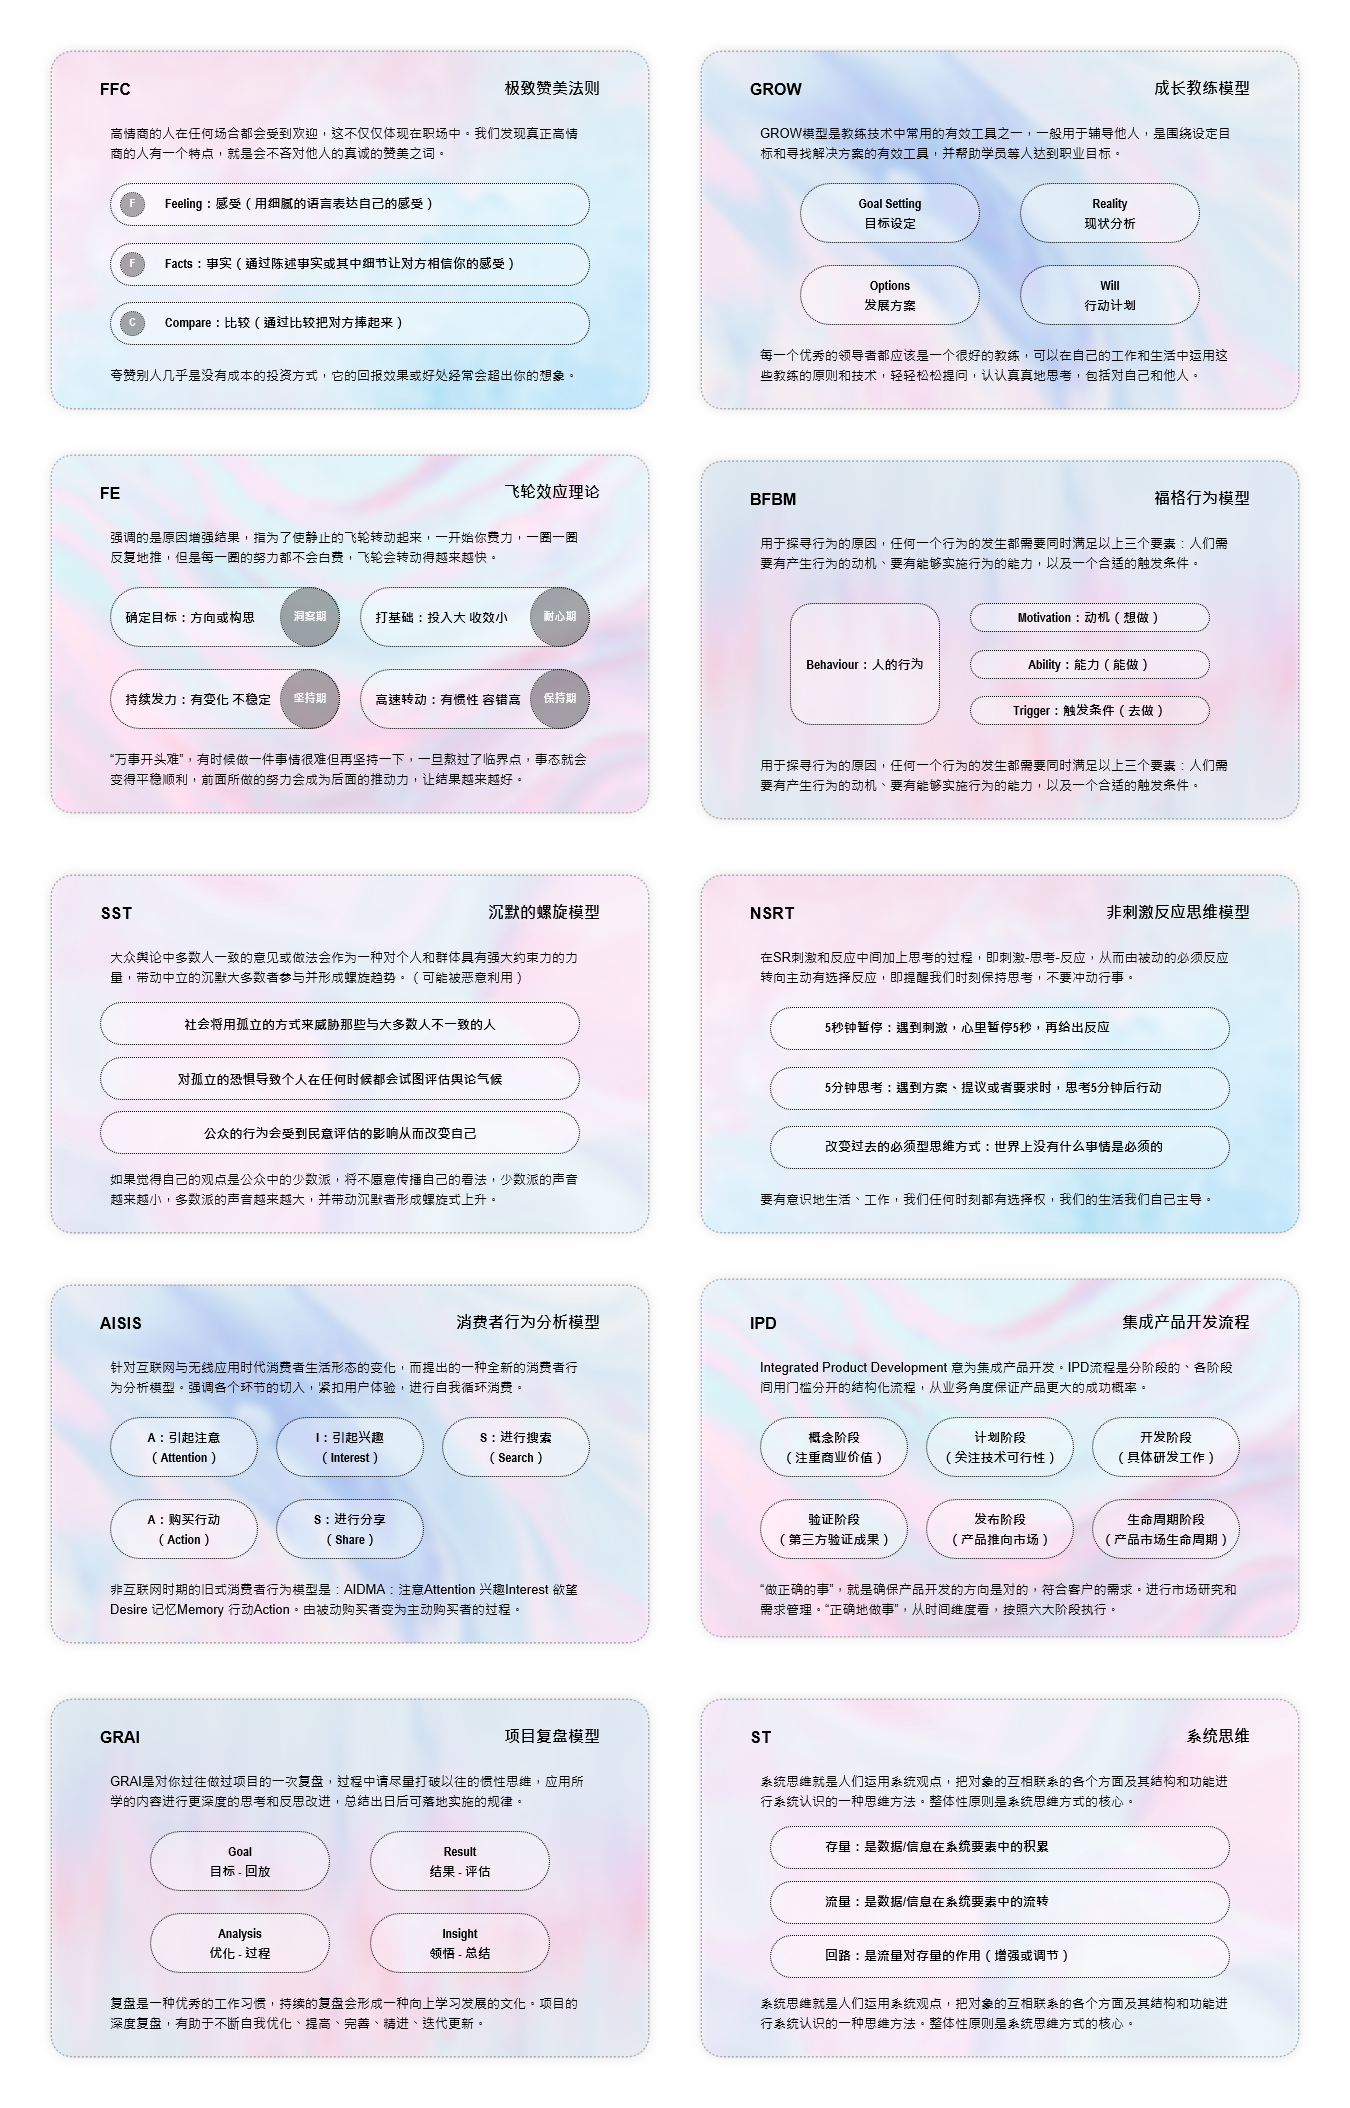 FFC
极致赞美法则
高情商的人在任何场合都会受到欢迎，这不仅仅体现在职场中。我们发现真正高情
商的人有一个特点，就是会不吝对他人的真诚的赞美之词。
F
Feeling：感受（用细腻的语言表达自己的感受）
F
Facts：事实（通过陈述事实或其中细节让对方相信你的感受）
C
Compare：比较（通过比较把对方捧起来）
夸赞别人几乎是没有成本的投资方式，它的回报效果或好处经常会超出你的想象。
GROW
成长教练模型
GROW模型是教练技术中常用的有效工具之一，一般用于辅导他人，是围绕设定目
标和寻找解决方案的有效工具，并帮助学员等人达到职业目标。
Goal Setting
目标设定
Reality
现状分析
Options
发展方案
Will
行动计划
每一个优秀的领导者都应该是一个很好的教练，可以在自己的工作和生活中运用这
些教练的原则和技术，轻轻松松提问，认认真真地思考，包括对自己和他人。
FE
飞轮效应理论
强调的是原因增强结果，指为了使静止的飞轮转动起来，一开始你费力，一圈一圈
反复地推，但是每一圈的努力都不会白费，飞轮会转动得越来越快。
确定目标：方向或构思
洞察期
打基础：投入大 收效小
耐心期
持续发力：有变化 不稳定
坚持期
高速转动：有惯性 容错高
保持期
“万事开头难”，有时候做一件事情很难但再坚持一下，一旦熬过了临界点，事态就会
变得平稳顺利，前面所做的努力会成为后面的推动力，让结果越来越好。
BFBM
福格行为模型
用于探寻行为的原因，任何一个行为的发生都需要同时满足以上三个要素：人们需
要有产生行为的动机、要有能够实施行为的能力，以及一个合适的触发条件。
Behaviour：人的行为
Motivation：动机（想做）
Ability：能力（能做）
Trigger：触发条件（去做）
用于探寻行为的原因，任何一个行为的发生都需要同时满足以上三个要素：人们需
要有产生行为的动机、要有能够实施行为的能力，以及一个合适的触发条件。
SST
沉默的螺旋模型
大众舆论中多数人一致的意见或做法会作为一种对个人和群体具有强大约束力的力
量，带动中立的沉默大多数者参与并形成螺旋趋势。（可能被恶意利用）
社会将用孤立的方式来威胁那些与大多数人不一致的人
对孤立的恐惧导致个人在任何时候都会试图评估舆论气候
公众的行为会受到民意评估的影响从而改变自己
如果觉得自己的观点是公众中的少数派，将不愿意传播自己的看法，少数派的声音
越来越小，多数派的声音越来越大，并带动沉默者形成螺旋式上升。
NSRT
非刺激反应思维模型
在SR刺激和反应中间加上思考的过程，即刺激-思考-反应，从而由被动的必须反应
转向主动有选择反应，即提醒我们时刻保持思考，不要冲动行事。
5秒钟暂停：遇到刺激，心里暂停5秒，再给出反应
5分钟思考：遇到方案、提议或者要求时，思考5分钟后行动
改变过去的必须型思维方式：世界上没有什么事情是必须的
要有意识地生活、工作，我们任何时刻都有选择权，我们的生活我们自己主导。
AISIS
消费者行为分析模型
针对互联网与无线应用时代消费者生活形态的变化，而提出的一种全新的消费者行
为分析模型。强调各个环节的切入，紧扣用户体验，进行自我循环消费。
A：引起注意
（Attention）
I：引起兴趣
（Interest）
S：进行搜索
（Search）
A：购买行动
（Action）
S：进行分享
（Share）
非互联网时期的旧式消费者行为模型是：AIDMA：注意Attention 兴趣Interest 欲望
Desire 记忆Memory 行动Action。由被动购买者变为主动购买者的过程。
IPD
集成产品开发流程
Integrated Product Development 意为集成产品开发。IPD流程是分阶段的、各阶段
间用门槛分开的结构化流程，从业务角度保证产品更大的成功概率。
概念阶段
（注重商业价值）
计划阶段
（关注技术可行性）
开发阶段
（具体研发工作）
验证阶段
（第三方验证成果）
发布阶段
（产品推向市场）
生命周期阶段
（产品市场生命周期）
“做正确的事”，就是确保产品开发的方向是对的，符合客户的需求。进行市场研究和
需求管理。“正确地做事”，从时间维度看，按照六大阶段执行。
GRAI
项目复盘模型
GRAI是对你过往做过项目的一次复盘，过程中请尽量打破以往的惯性思维，应用所
学的内容进行更深度的思考和反思改进，总结出日后可落地实施的规律。
Goal
目标 - 回放
Result
结果 - 评估
Analysis
优化 - 过程
Insight
领悟 - 总结
复盘是一种优秀的工作习惯，持续的复盘会形成一种向上学习发展的文化。项目的
深度复盘，有助于不断自我优化、提高、完善、精进、迭代更新。
ST
系统思维
系统思维就是人们运用系统观点，把对象的互相联系的各个方面及其结构和功能进
行系统认识的一种思维方法。整体性原则是系统思维方式的核心。
存量：是数据/信息在系统要素中的积累
流量：是数据/信息在系统要素中的流转
回路：是流量对存量的作用（增强或调节）
系统思维就是人们运用系统观点，把对象的互相联系的各个方面及其结构和功能进
行系统认识的一种思维方法。整体性原则是系统思维方式的核心。